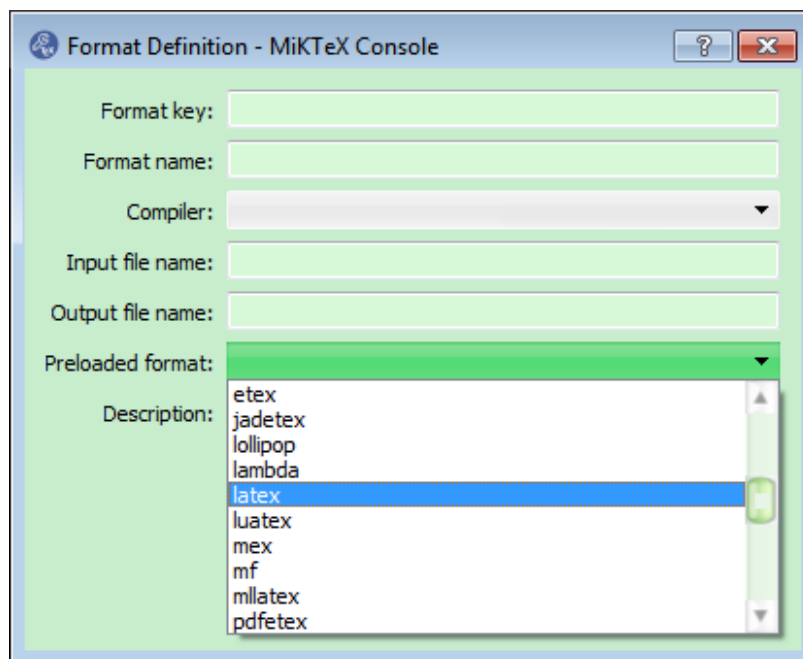 Format Definition - MiKTeX Console
Format key:
Format name:
Compiler:
Input file name:
Output file name:
Preloaded format:
Description:
etex
jadetex
lollipop
lambda
latex
luatex
mex
mf
mllatex
pdfetex